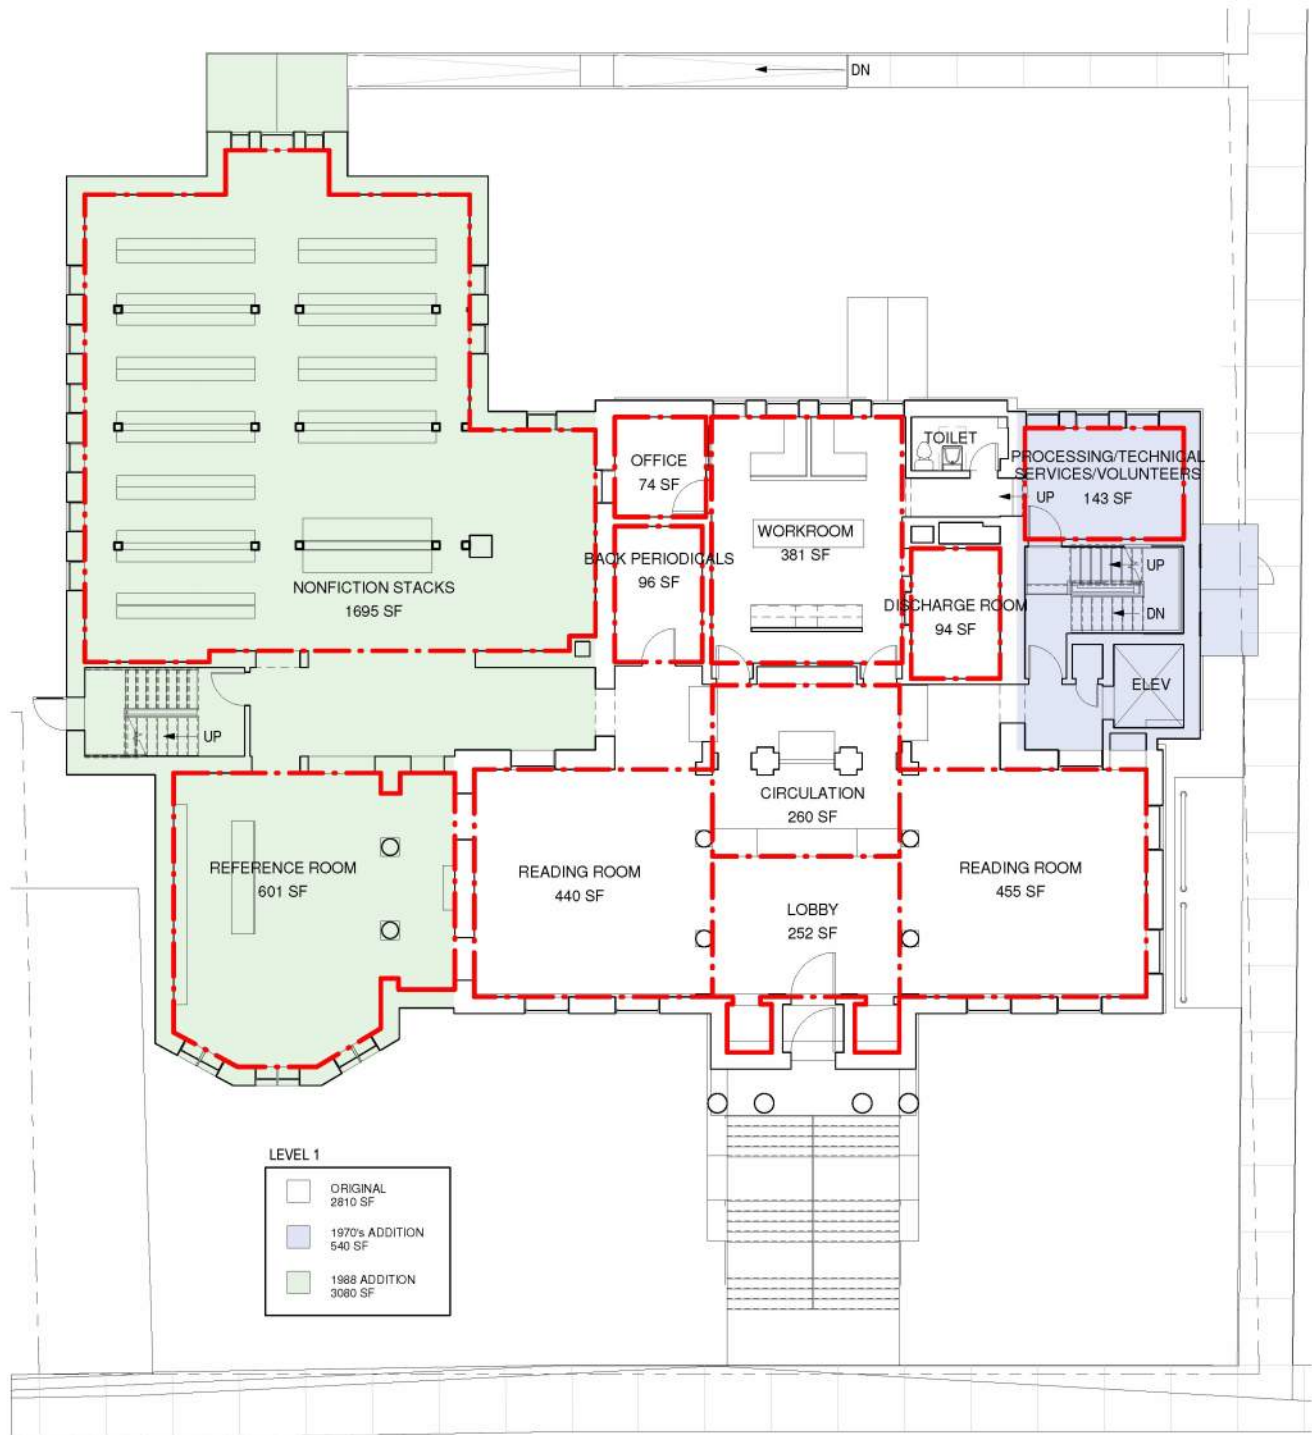 DN
OFFICE
74 SF
TOILET
PROCESSING/TECHNICAL
SERVICES/VOLUNTEERS
143 SF
UP
WORKROOM
381 SF
BACK PERIODICALS
96 SF
NONFICTION STACKS
1695 SF
DISCHARGE ROOM
94 SF
UP
DN
ELEV
UP
CIRCULATION
260 SF
REFERENCE ROOM
601 SF
READING ROOM
440 SF
READING ROOM
455 SF
LOBBY
252 SF
LEVEL 1
ORIGINAL
2810 SF
1970's ADDITION
540 SF
1988 ADDITION
3080 SF